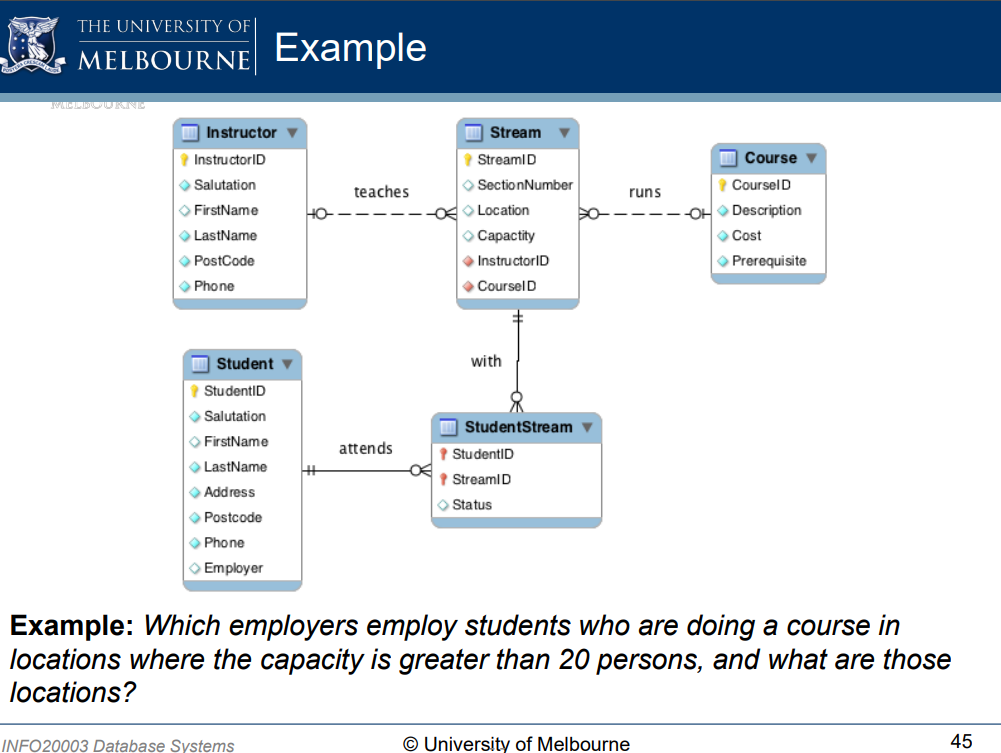 THE UNIVERSITY OF
MELBOURNE
Example
MELBOURNE
Instructor
InstructorID
Salutation
FirstName
LastName
PostCode
Phone
teaches
Stream
StreamID
SectionNumber
Location
Capactity
InstructorID
CourseID
runs
Course
CourseID
Description
Cost
Prerequisite
with
Student
StudentID
Salutation
FirstName
LastName
Address
Postcode
Phone
Employer
attends
StudentStream
StudentID
StreamID
Status
Example: Which employers employ students who are doing a course in
locations where the capacity is greater than 20 persons, and what are those
locations?
INFO20003 Database Systems
© University of Melbourne
45